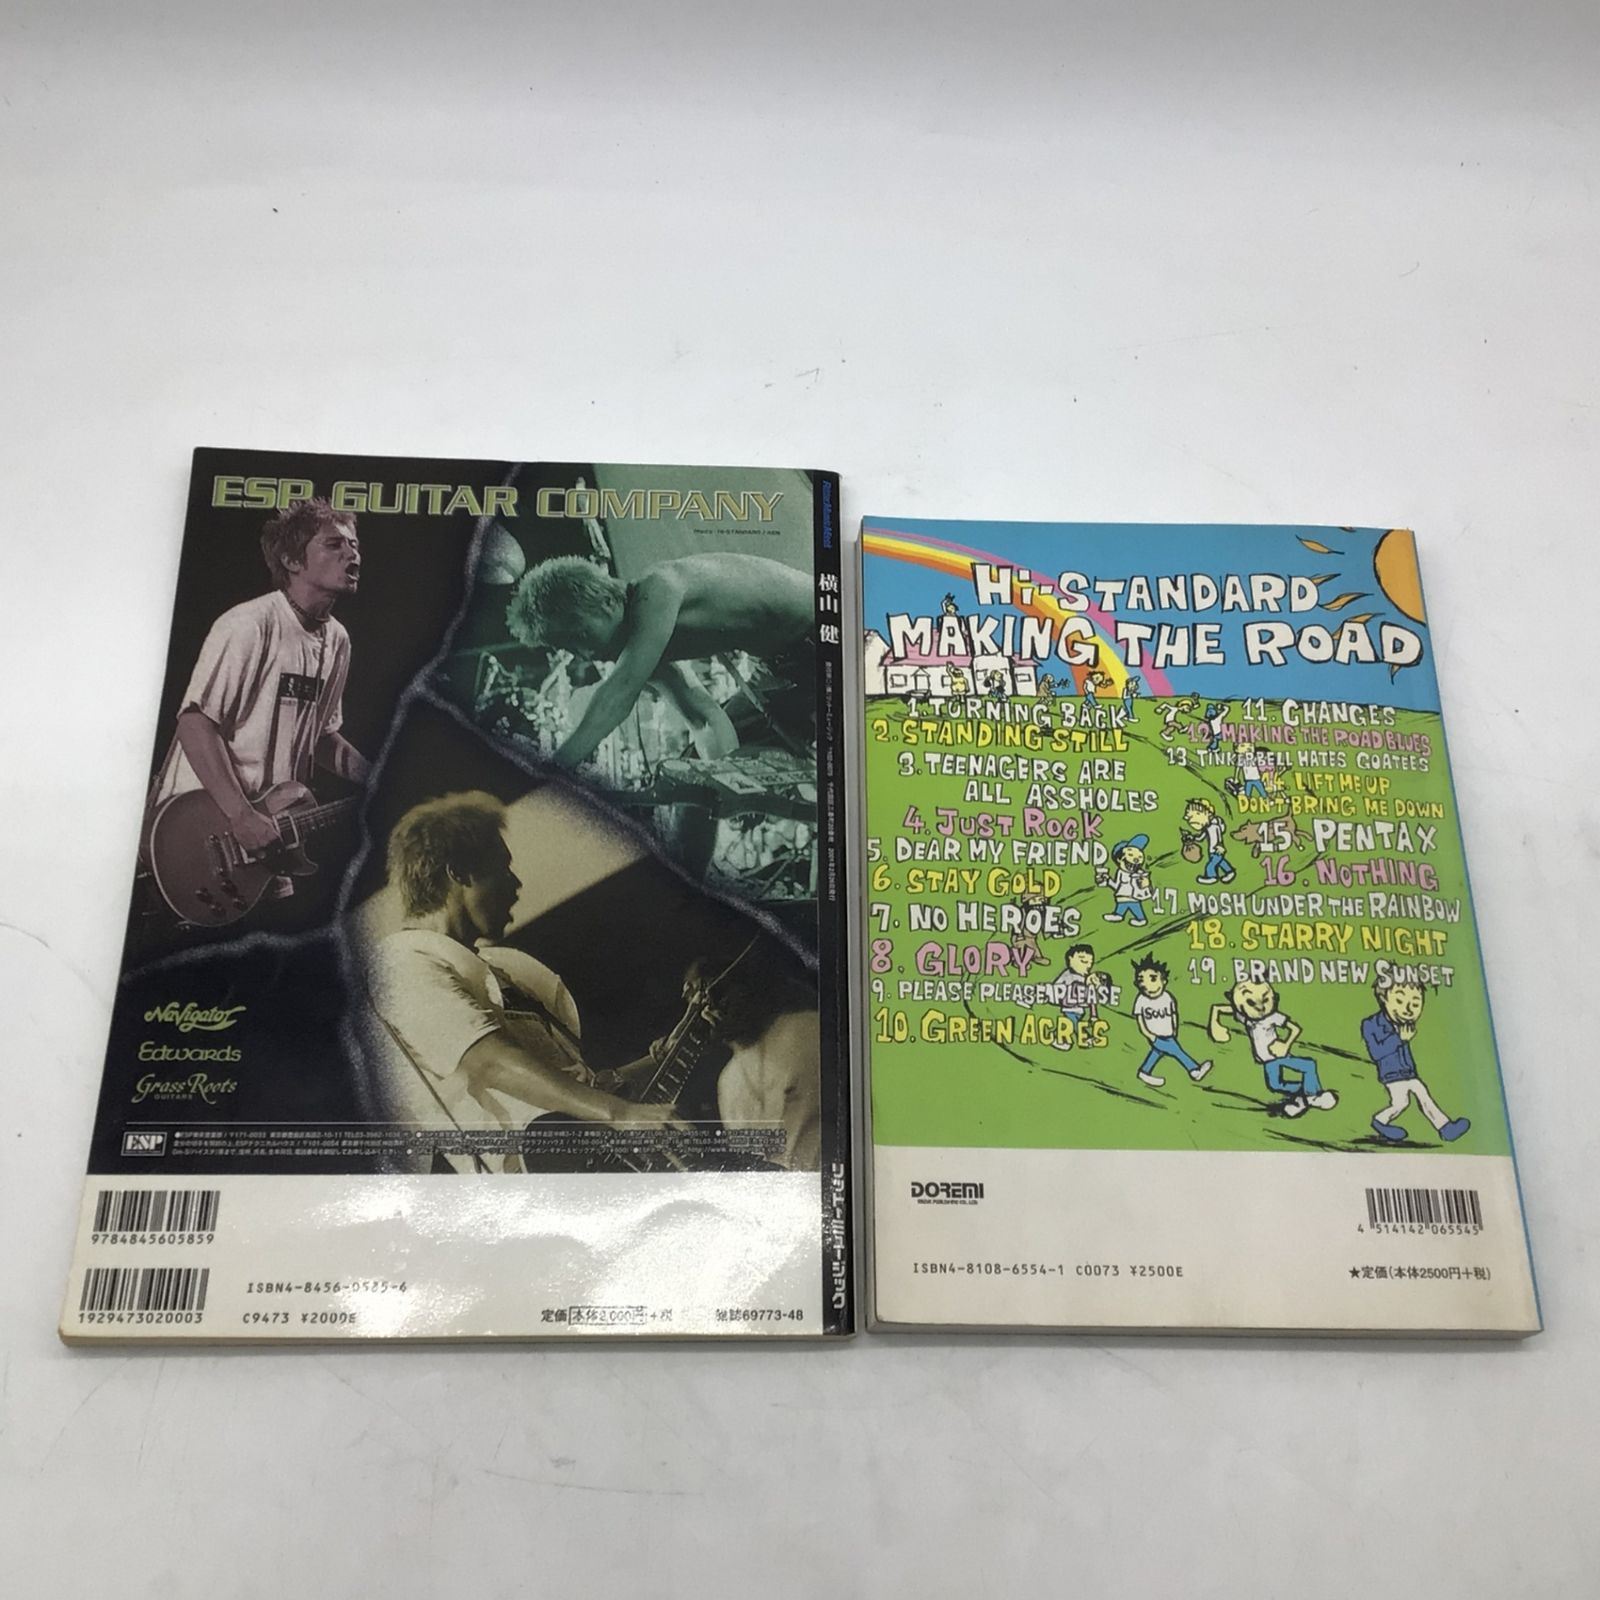 ESP GUITAR COMPANY
横山 健
Navigator
Edwards
Grass Roots
GUITARS
ESP
リットーミュージック
9784845605859
1929473020003
ISBN4-8456-0585-6
C9473 ¥2000E
定価 本体2,000円 +税
雑誌69773-48
Hi-STANDARD
MAKING THE ROAD
1. TURNING BACK
2. STANDING STILL
3. TEENAGERS ARE
ALL ASSHOLES
4. JUST ROCK
5. DEAR MY FRIEND
6. STAY GOLD
7. NO HEROES
8. GLORY
9. PLEASE PLEASE PLEASE
10. GREEN ACRES
11. CHANGES
12. MAKING THE ROAD BLUES
13. TINKERBELL HATES GOATEES
14. LIFT ME UP
DON'T BRING ME DOWN
15. PENTAX
16. NOTHING
17. MOSH UNDER THE RAINBOW
18. STARRY NIGHT
19. BRAND NEW SUNSET
SOUL
DOREMI
4 514142 065545
ISBN4-8108-6554-1 C0073 ¥2500E
★定価(本体2500円+税)